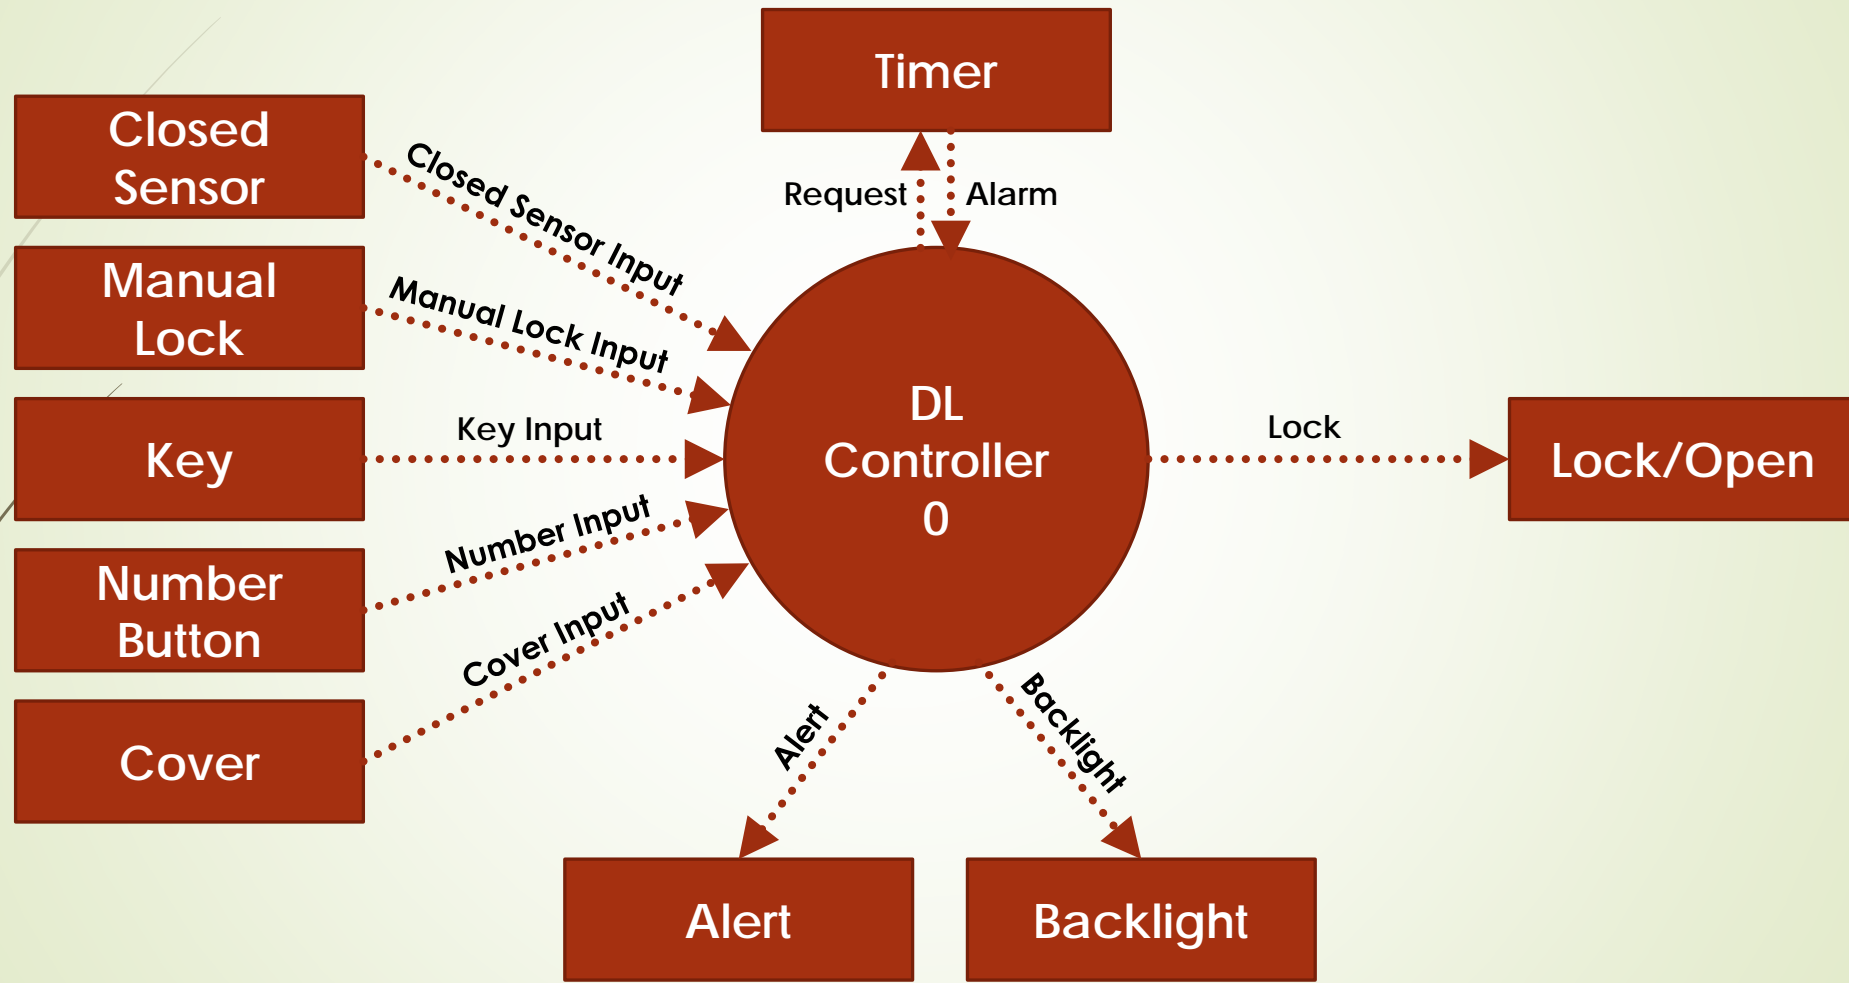 Timer
Closed
Sensor
Closed Sensor Input
Request
Alarm
Manual
Lock
Manual Lock Input
Key
Key Input
DL
Controller
0
Lock
Lock/Open
Number
Button
Number Input
Cover
Cover Input
Alert
Backlight
Alert
Backlight